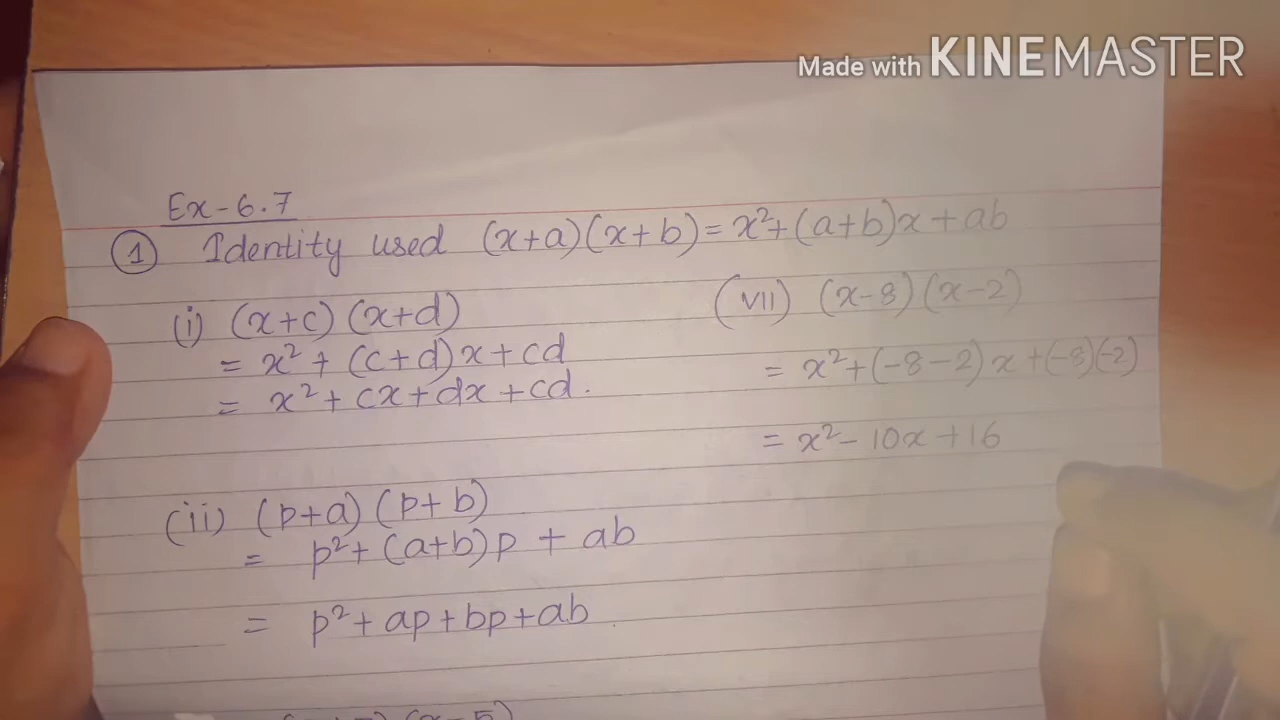 Made with KINEMASTER
Ex-6.7
1 Identity used (x+a)(x+b)=x²+(a+b)x+ab
(i) (x+c)(x+d)
= x²+(c+d)x+cd
= x²+cx+dx+cd.
(ii) (p+a)(p+b)
= p²+(a+b)p+ab
= p²+ap+bp+ab
(VII) (x-8)(x-2)
= x²+(-8-2)x+(-8)(-2)
= x²-10x+16